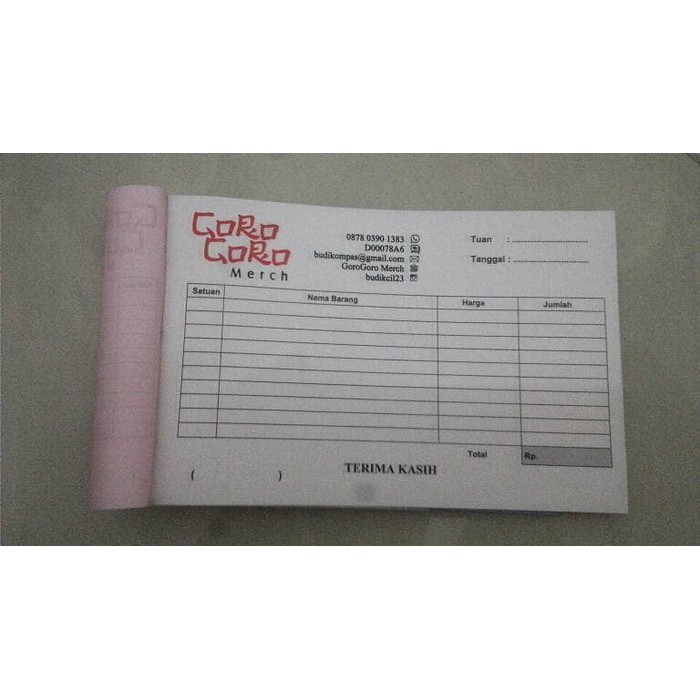 GORO
GORO
Merch
0878 0390 1383
D00078A6
budikompas@gmail.com
GoroGoro Merch
budikcil23
Tuan : ..............................
Tanggal : ..............................
Satuan Nama Barang Harga Jumlah
Total Rp.
( ) TERIMA KASIH